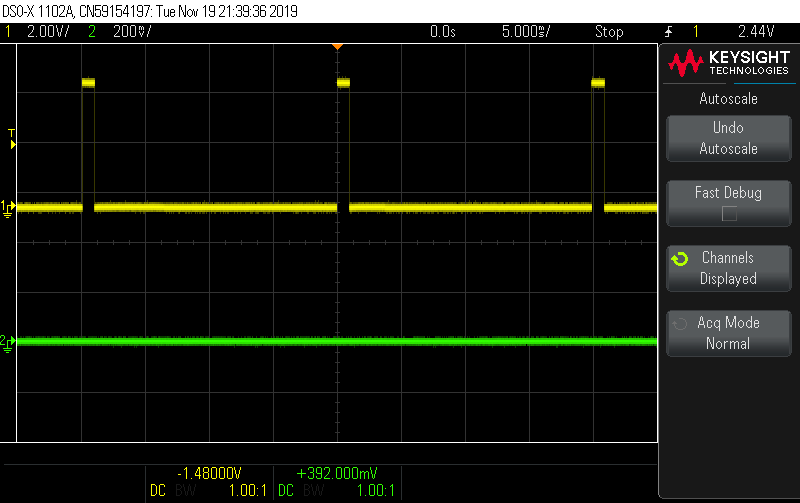 DSO-X 1102A, CN59154197: Tue Nov 19 21:39:36 2019
1 2.00V/ 2 200mV/ 0.0s 5.000ms/ Stop 1 2.44V
KEYSIGHT
TECHNOLOGIES
Autoscale
Undo
Autoscale
Fast Debug
Channels
Displayed
Acq Mode
Normal
T
1
2
-1.48000V +392.000mV
DC BW 1.00:1 DC BW 1.00:1